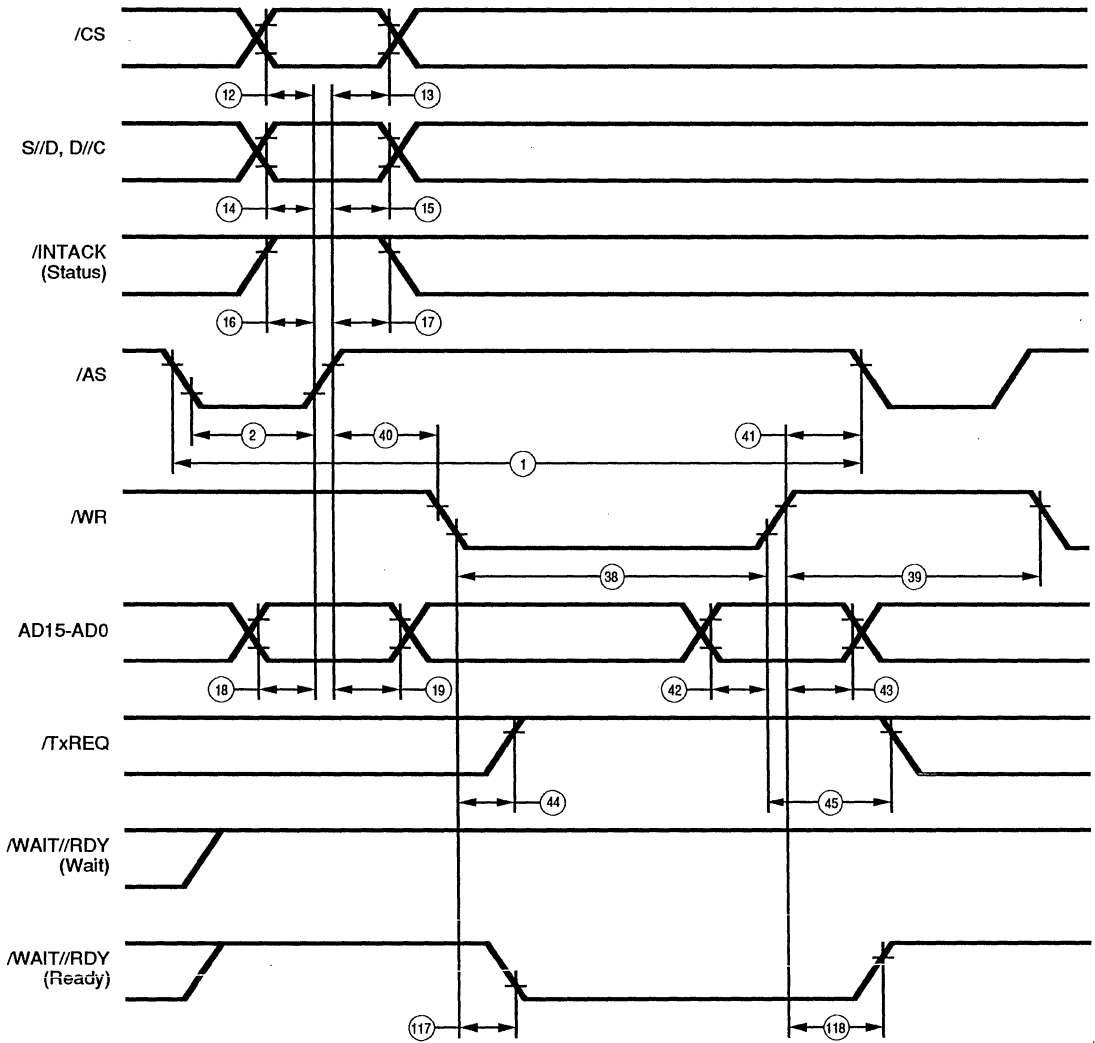 /CS
12 13
S//D, D//C
14 15
/INTACK
(Status)
16 17
/AS
2 40 41
1
/WR
38 39
AD15-AD0
18 19 42 43
/TxREQ
44 45
/WAIT//RDY
(Wait)
/WAIT//RDY
(Ready)
117 118